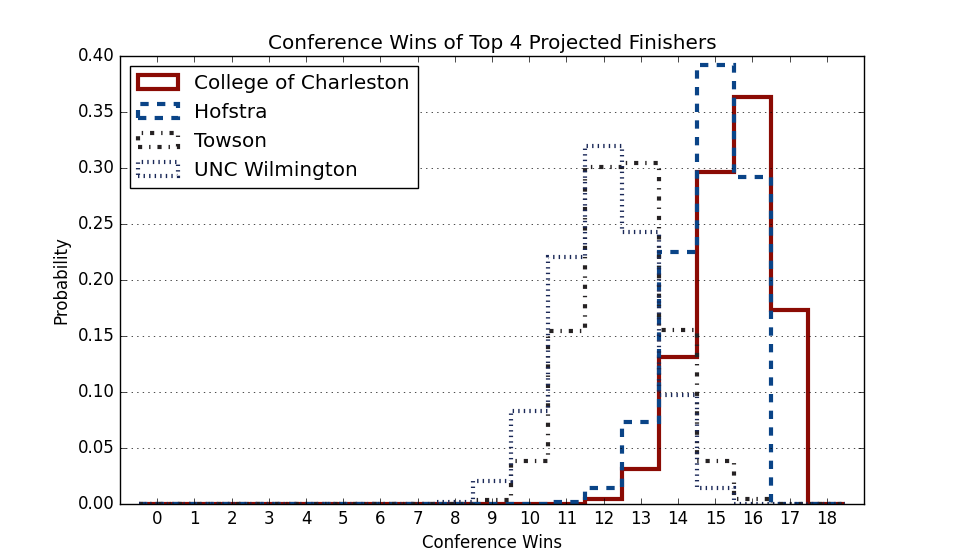 Conference Wins of Top 4 Projected Finishers
College of Charleston
Hofstra
Towson
UNC Wilmington
Probability
0.40
0.35
0.30
0.25
0.20
0.15
0.10
0.05
0.00
0 1 2 3 4 5 6 7 8 9 10 11 12 13 14 15 16 17 18
Conference Wins